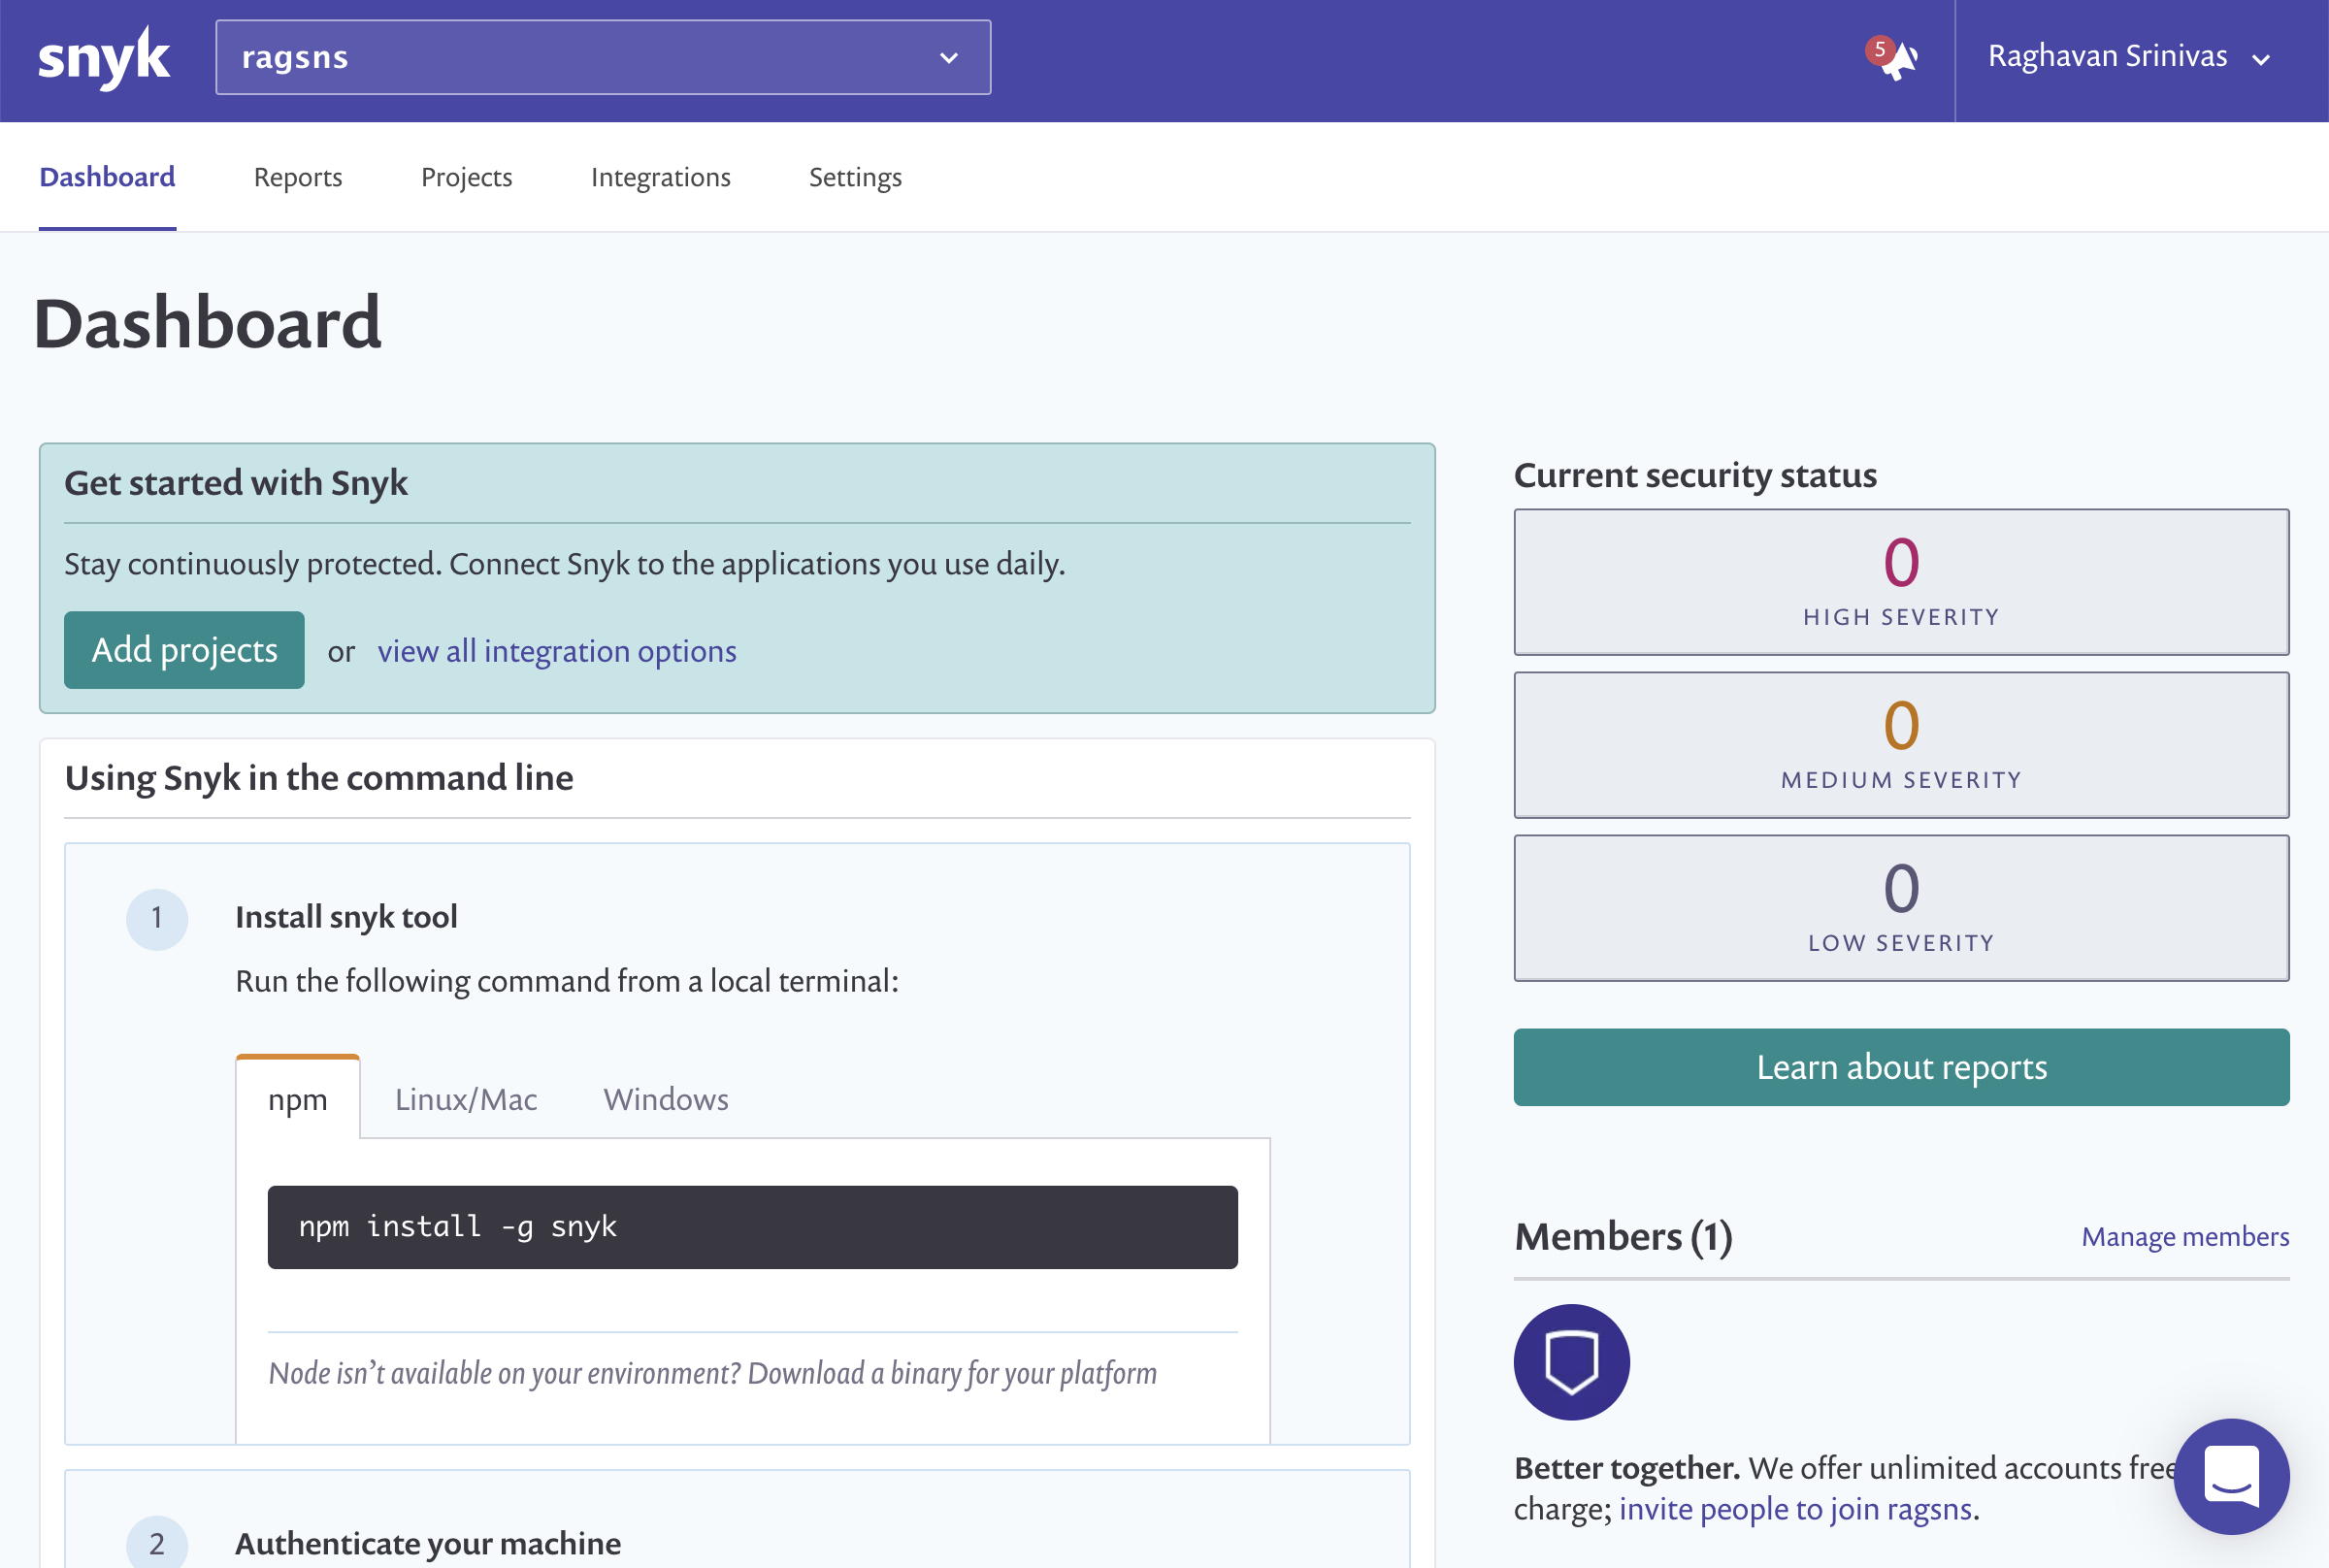 snyk
ragsns
5
Raghavan Srinivas
Dashboard
Reports
Projects
Integrations
Settings
Dashboard
Get started with Snyk
Stay continuously protected. Connect Snyk to the applications you use daily.
Add projects or view all integration options
Using Snyk in the command line
1
Install snyk tool
Run the following command from a local terminal:
npm
Linux/Mac
Windows
npm install -g snyk
Node isn’t available on your environment? Download a binary for your platform
2
Authenticate your machine
Current security status
0
HIGH SEVERITY
0
MEDIUM SEVERITY
0
LOW SEVERITY
Learn about reports
Members (1)
Manage members
Better together. We offer unlimited accounts free
charge; invite people to join ragsns.